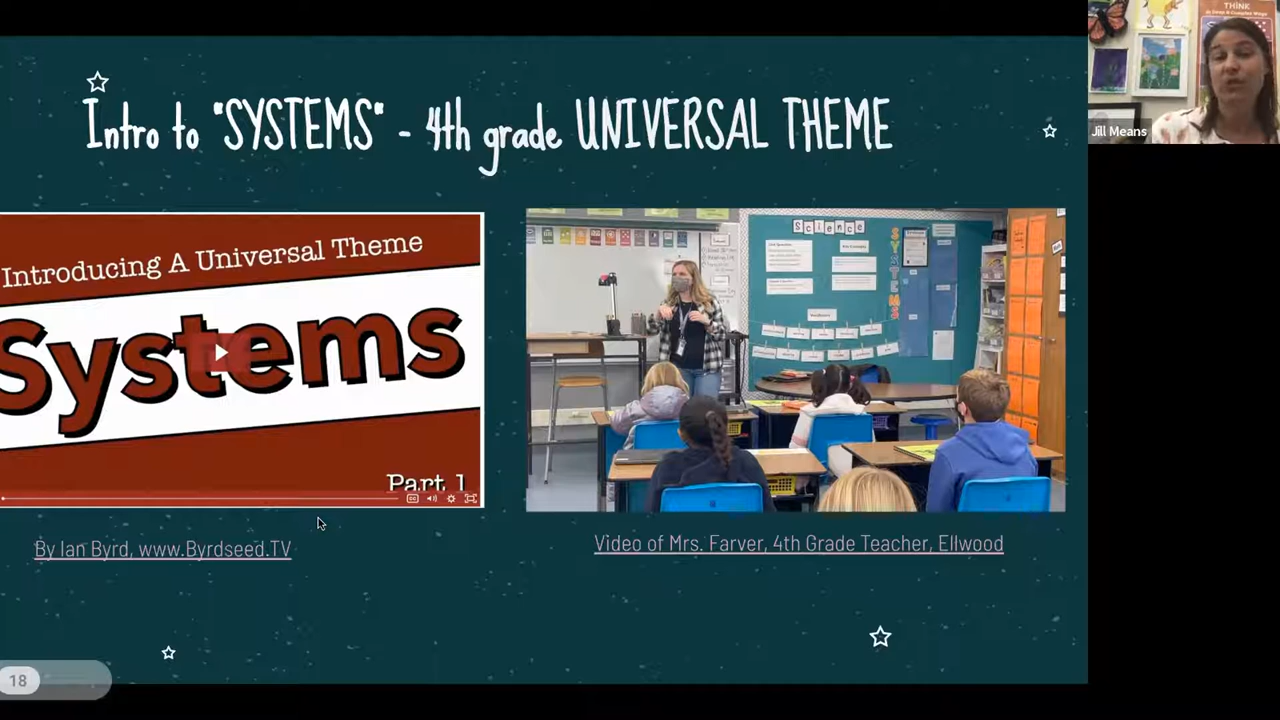 Intro to "SYSTEMS" - 4th grade UNIVERSAL THEME
THINK
Jill Means
Introducing A Universal Theme
Systems
Part 1
Science
SYSTEMS
By Ian Byrd, www.Byrdseed.TV
Video of Mrs. Farver, 4th Grade Teacher, Ellwood
18